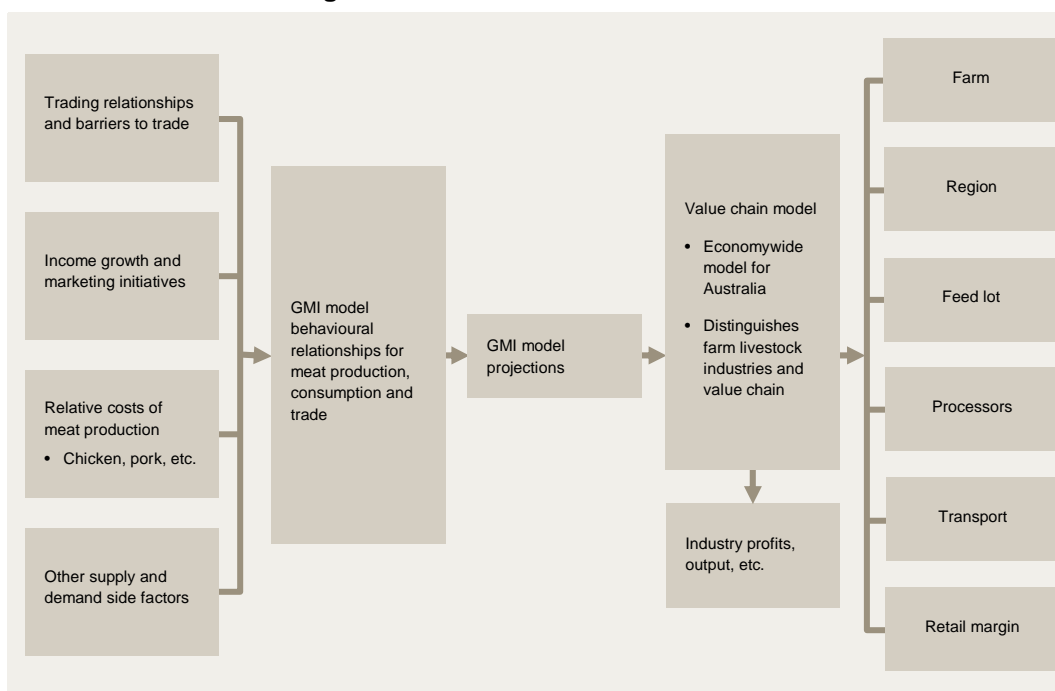 Trading relationships
and barriers to trade
Income growth and
marketing initiatives
Relative costs of
meat production
• Chicken, pork, etc.
Other supply and
demand side factors
GMI model
behavioural
relationships for
meat production,
consumption and
trade
GMI model
projections
Value chain model
• Economywide
model for
Australia
• Distinguishes
farm livestock
industries and
value chain
Industry profits,
output, etc.
Farm
Region
Feed lot
Processors
Transport
Retail margin